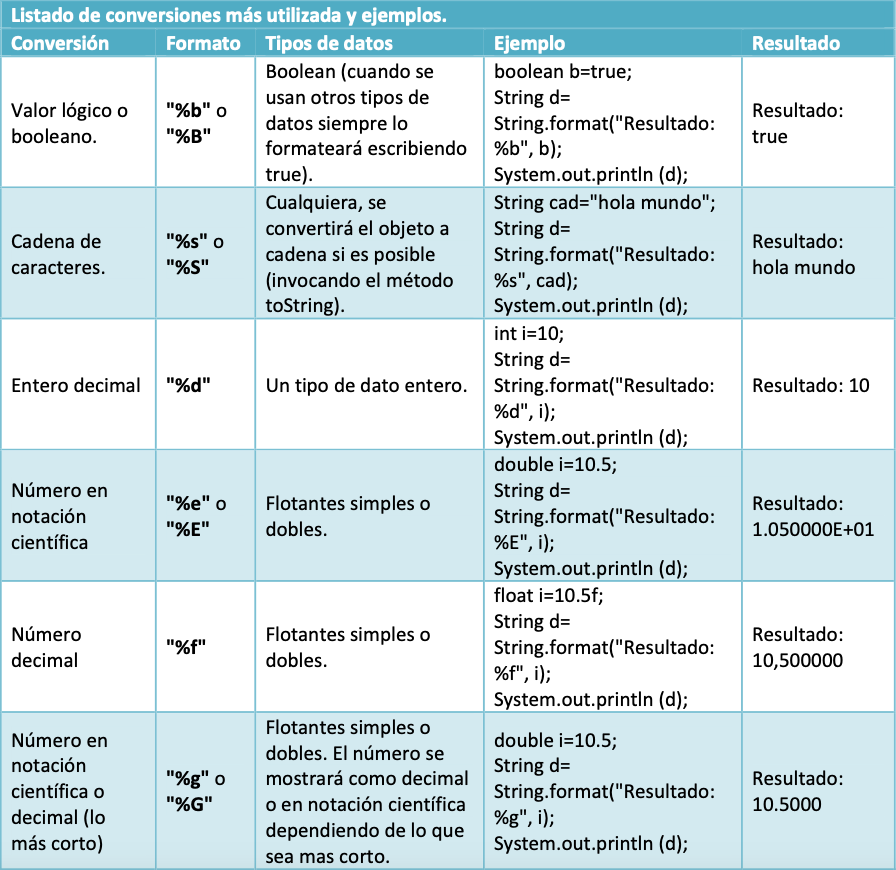 Listado de conversiones más utilizada y ejemplos.
Conversión Formato Tipos de datos Ejemplo Resultado
Valor lógico o
booleano.
"%b" o
"%B"
Boolean (cuando se
usan otros tipos de
datos siempre lo
formateará escribiendo
true).
boolean b=true;
String d=
String.format("Resultado:
%b", b);
System.out.println (d);
Resultado:
true
Cadena de
caracteres.
"%s" o
"%S"
Cualquiera, se
convertirá el objeto a
cadena si es posible
(invocando el método
toString).
String cad="hola mundo";
String d=
String.format("Resultado:
%s", cad);
System.out.println (d);
Resultado:
hola mundo
Entero decimal
"%d"
Un tipo de dato entero.
int i=10;
String d=
String.format("Resultado:
%d", i);
System.out.println (d);
Resultado: 10
Número en
notación
científica
"%e" o
"%E"
Flotantes simples o
dobles.
double i=10.5;
String d=
String.format("Resultado:
%E", i);
System.out.println (d);
Resultado:
1.050000E+01
Número
decimal
"%f"
Flotantes simples o
dobles.
float i=10.5f;
String d=
String.format("Resultado:
%f", i);
System.out.println (d);
Resultado:
10,500000
Número en
notación
científica o
decimal (lo
más corto)
"%g" o
"%G"
Flotantes simples o
dobles. El número se
mostrará como decimal
o en notación científica
dependiendo de lo que
sea mas corto.
double i=10.5;
String d=
String.format("Resultado:
%g", i);
System.out.println (d);
Resultado:
10.5000